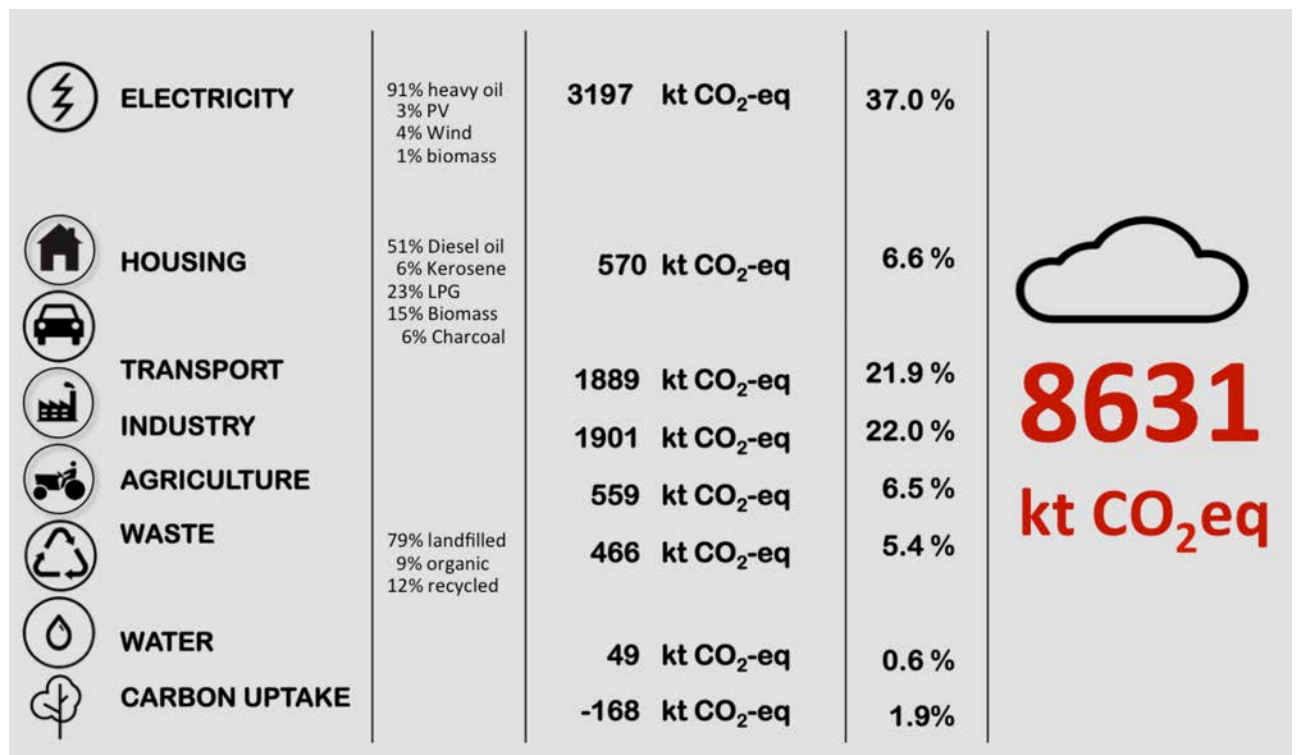 ELECTRICITY 91% heavy oil 3197 kt CO₂-eq 37.0 %
3% PV
4% Wind
1% biomass
HOUSING 51% Diesel oil 570 kt CO₂-eq 6.6 %
6% Kerosene
23% LPG
15% Biomass
6% Charcoal
TRANSPORT 1889 kt CO₂-eq 21.9 %
INDUSTRY 1901 kt CO₂-eq 22.0 %
AGRICULTURE 559 kt CO₂-eq 6.5 %
WASTE 79% landfilled 466 kt CO₂-eq 5.4 %
9% organic
12% recycled
WATER 49 kt CO₂-eq 0.6 %
CARBON UPTAKE -168 kt CO₂-eq 1.9%
8631
kt CO₂eq